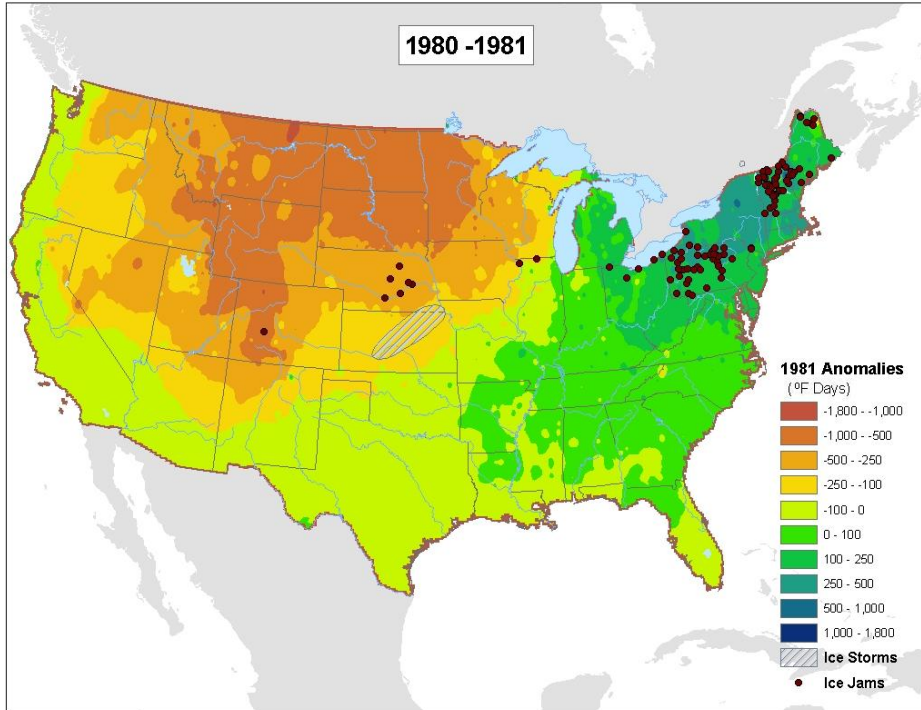 1980 -1981
1981 Anomalies
(ºF Days)
-1,800 - -1,000
-1,000 - -500
-500 - -250
-250 - -100
-100 - 0
0 - 100
100 - 250
250 - 500
500 - 1,000
1,000 - 1,800
Ice Storms
Ice Jams